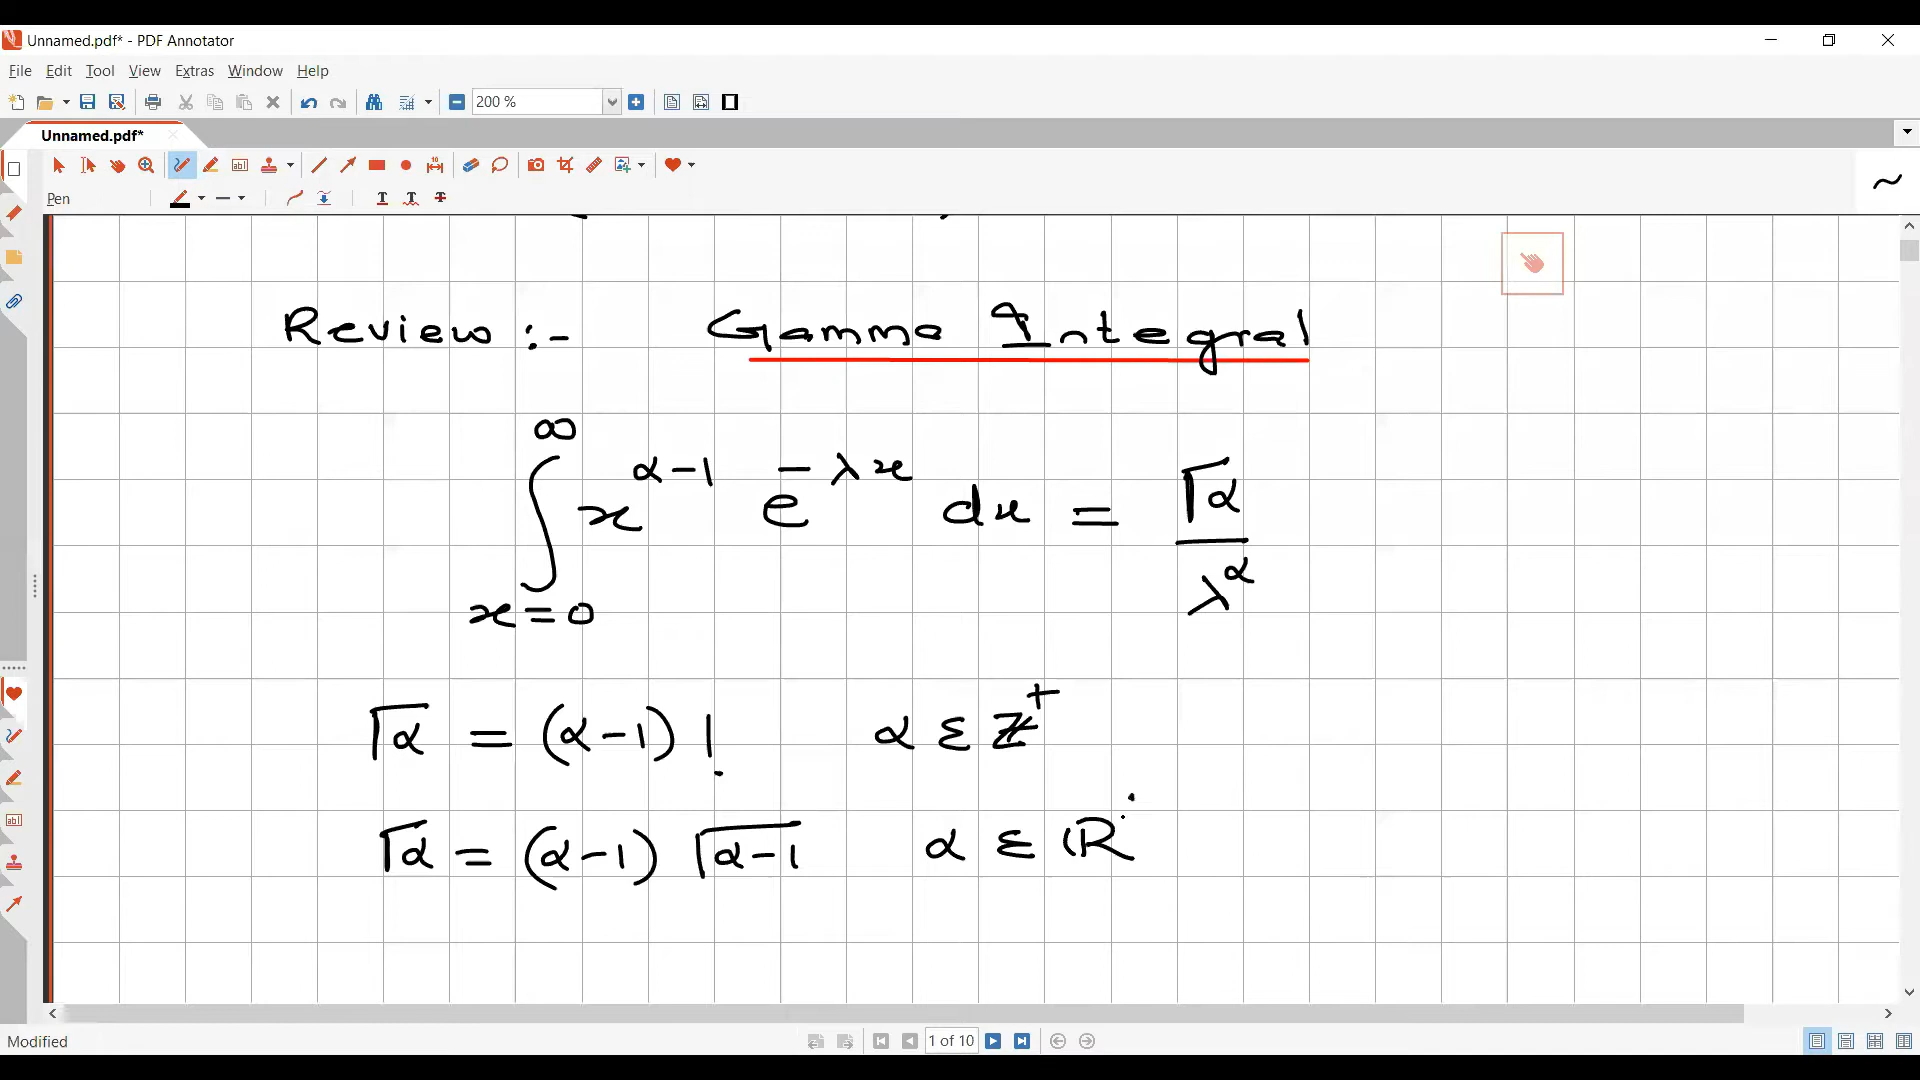 Unnamed.pdf* - PDF Annotator
File Edit Tool View Extras Window Help
200 %
Unnamed.pdf*
Pen
Review :- Gamma Integral
∫_{x=0}^{∞} x^{α-1} e^{-λx} dx = Γα / λ^α
Γα = (α-1)! α ∈ ℤ⁺
Γα = (α-1) Γα-1 α ∈ ℝ
Modified
1 of 10